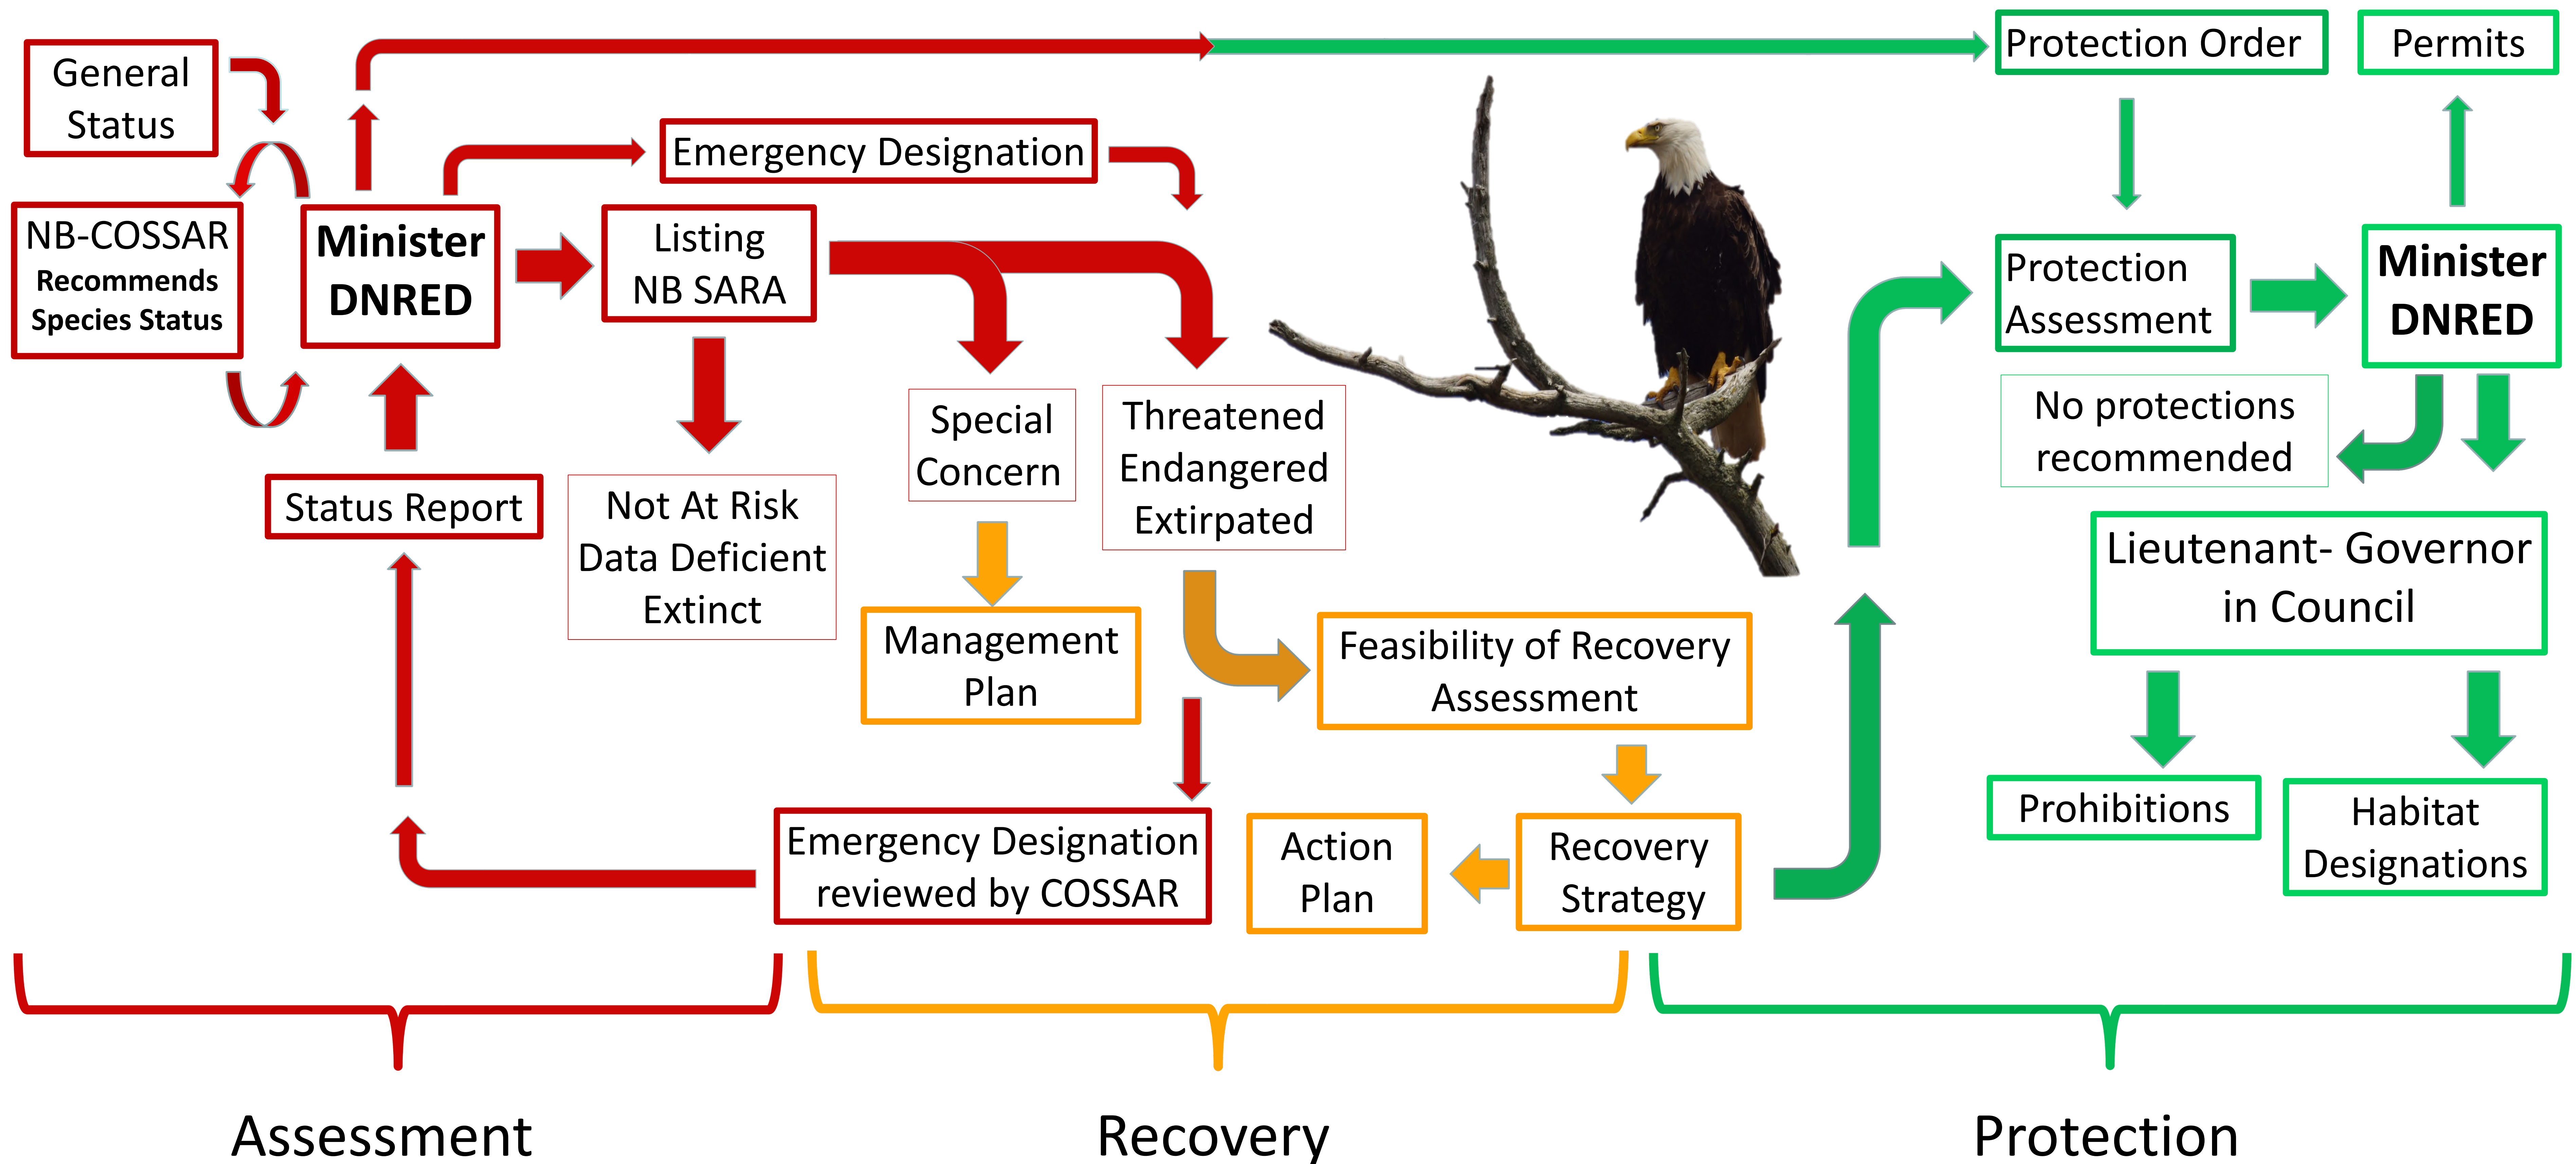 General
Status
NB-COSSAR
Recommends
Species Status
Minister
DNRED
Status Report
Emergency Designation
Listing
NB SARA
Not At Risk
Data Deficient
Extinct
Special
Concern
Threatened
Endangered
Extirpated
Management
Plan
Feasibility of Recovery
Assessment
Emergency Designation
reviewed by COSSAR
Action
Plan
Recovery
Strategy
Protection Order
Permits
Protection
Assessment
Minister
DNRED
No protections
recommended
Lieutenant- Governor
in Council
Prohibitions
Habitat
Designations
Assessment
Recovery
Protection